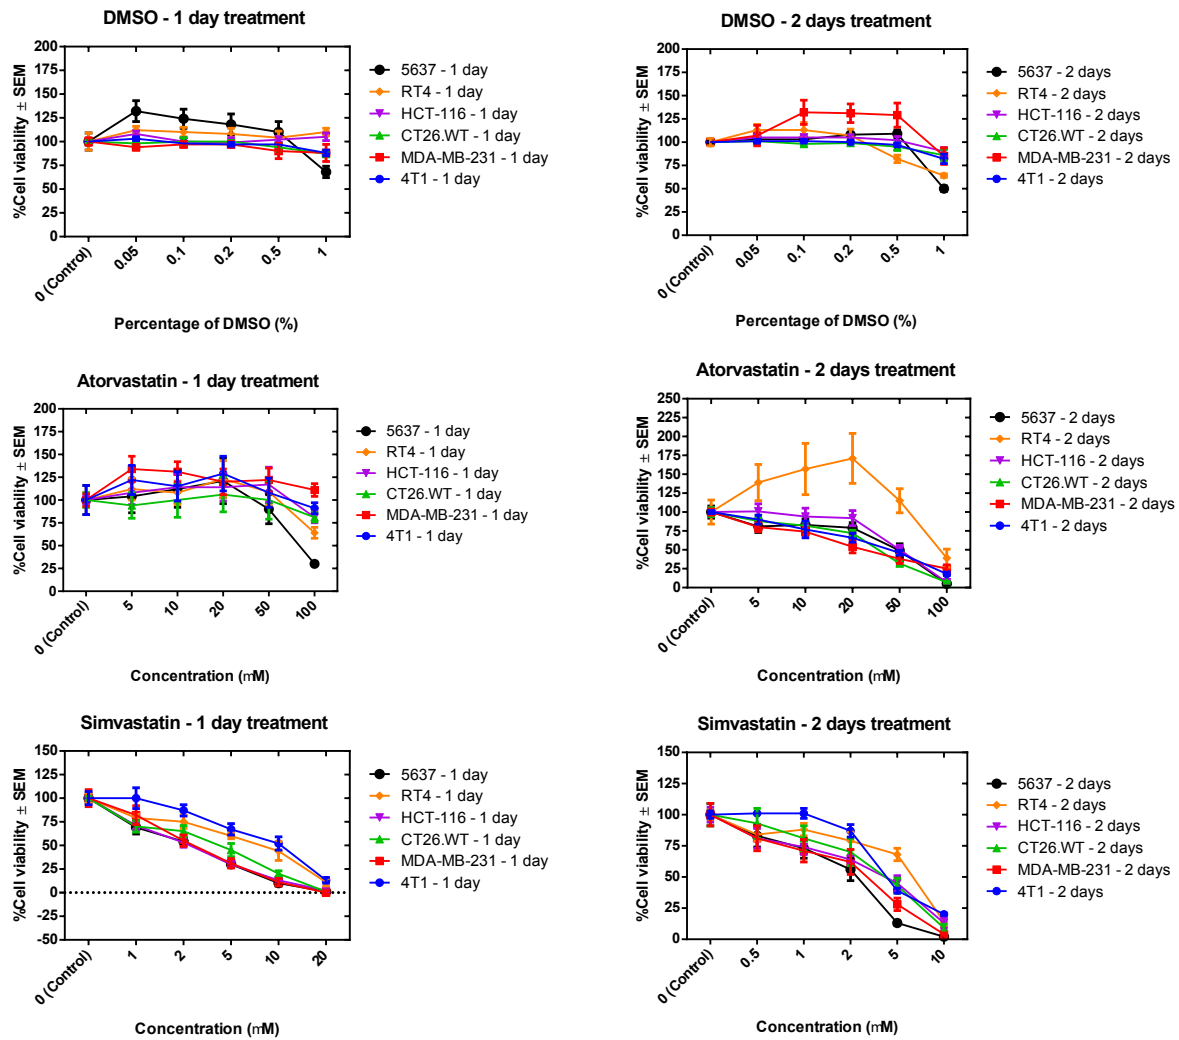 DMSO - 1 day treatment
%Cell viability ± SEM
200
175
150
125
100
75
50
25
0
0 (Control)
0.05
0.1
0.2
0.5
1
Percentage of DMSO (%)
5637 - 1 day
RT4 - 1 day
HCT-116 - 1 day
CT26.WT - 1 day
MDA-MB-231 - 1 day
4T1 - 1 day
DMSO - 2 days treatment
%Cell viability ± SEM
200
175
150
125
100
75
50
25
0
0 (Control)
0.05
0.1
0.2
0.5
1
Percentage of DMSO (%)
5637 - 2 days
RT4 - 2 days
HCT-116 - 2 days
CT26.WT - 2 days
MDA-MB-231 - 2 days
4T1 - 2 days
Atorvastatin - 1 day treatment
%Cell viability ± SEM
200
175
150
125
100
75
50
25
0
0 (Control)
5
10
20
50
100
Concentration (mM)
5637 - 1 day
RT4 - 1 day
HCT-116 - 1 day
CT26.WT - 1 day
MDA-MB-231 - 1 day
4T1 - 1 day
Atorvastatin - 2 days treatment
%Cell viability ± SEM
250
225
200
175
150
125
100
75
50
25
0
0 (Control)
5
10
20
50
100
Concentration (mM)
5637 - 2 days
RT4 - 2 days
HCT-116 - 2 days
CT26.WT - 2 days
MDA-MB-231 - 2 days
4T1 - 2 days
Simvastatin - 1 day treatment
%Cell viability ± SEM
150
125
100
75
50
25
0
-25
-50
0 (Control)
1
2
5
10
20
Concentration (mM)
5637 - 1 day
RT4 - 1 day
HCT-116 - 1 day
CT26.WT - 1 day
MDA-MB-231 - 1 day
4T1 - 1 day
Simvastatin - 2 days treatment
%Cell viability ± SEM
150
125
100
75
50
25
0
0 (Control)
0.5
1
2
5
10
Concentration (mM)
5637 - 2 days
RT4 - 2 days
HCT-116 - 2 days
CT26.WT - 2 days
MDA-MB-231 - 2 days
4T1 - 2 days